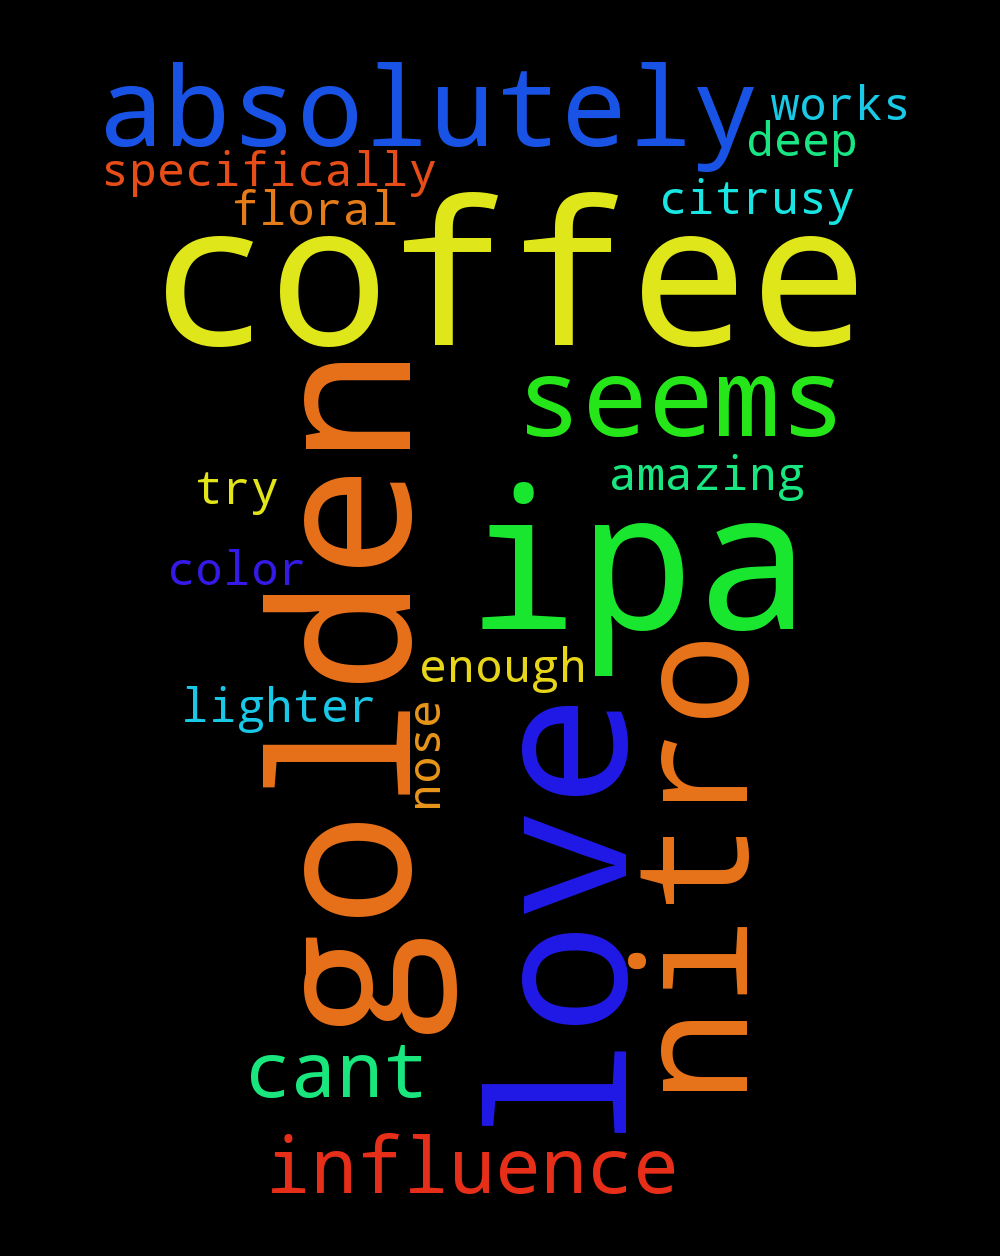 absolutely
works
deep
specifically
citrusy
floral
coffee
golden
seems
amazing
try
ipa
color
nitro
enough
lighter
nose
love
cant
influence